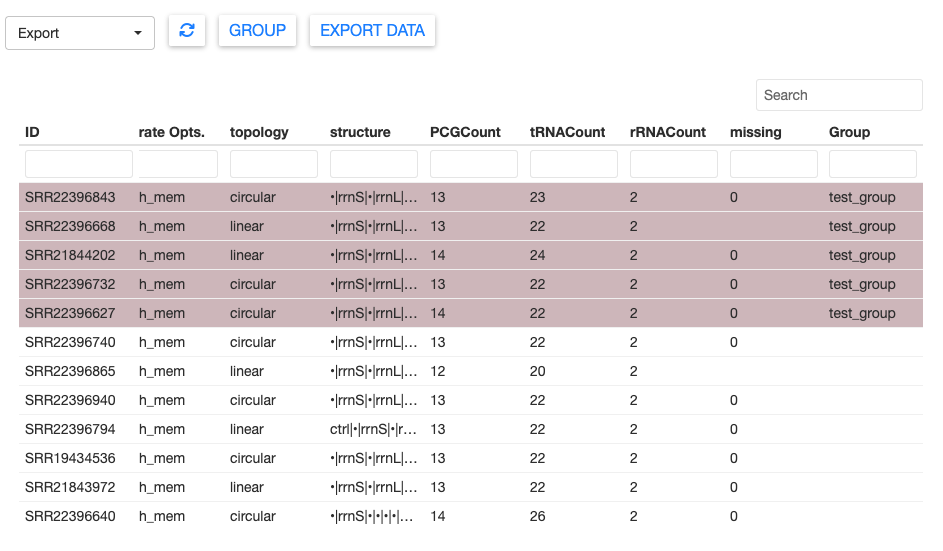 Export GROUP EXPORT DATA
Search
ID rate Opts. topology structure PCGCount tRNACount rRNACount missing Group
SRR22396843 h_mem circular •|rrnS|•|rrnL|... 13 23 2 0 test_group
SRR22396668 h_mem linear •|rrnS|•|rrnL|... 13 22 2 test_group
SRR21844202 h_mem linear •|rrnS|•|rrnL|... 14 24 2 0 test_group
SRR22396732 h_mem circular •|rrnS|•|rrnL|... 13 22 2 0 test_group
SRR22396627 h_mem circular •|rrnS|•|rrnL|... 14 22 2 0 test_group
SRR22396740 h_mem circular •|rrnS|•|rrnL|... 13 22 2 0
SRR22396865 h_mem linear •|rrnS|•|rrnL|... 12 20 2
SRR22396940 h_mem circular •|rrnS|•|rrnL|... 13 22 2 0
SRR22396794 h_mem linear ctrl|•|rrnS|•|r... 13 22 2 0
SRR19434536 h_mem circular •|rrnS|•|rrnL|... 13 22 2 0
SRR21843972 h_mem linear •|rrnS|•|rrnL|... 13 22 2 0
SRR22396640 h_mem circular •|rrnS|•|•|•|•|... 14 26 2 0